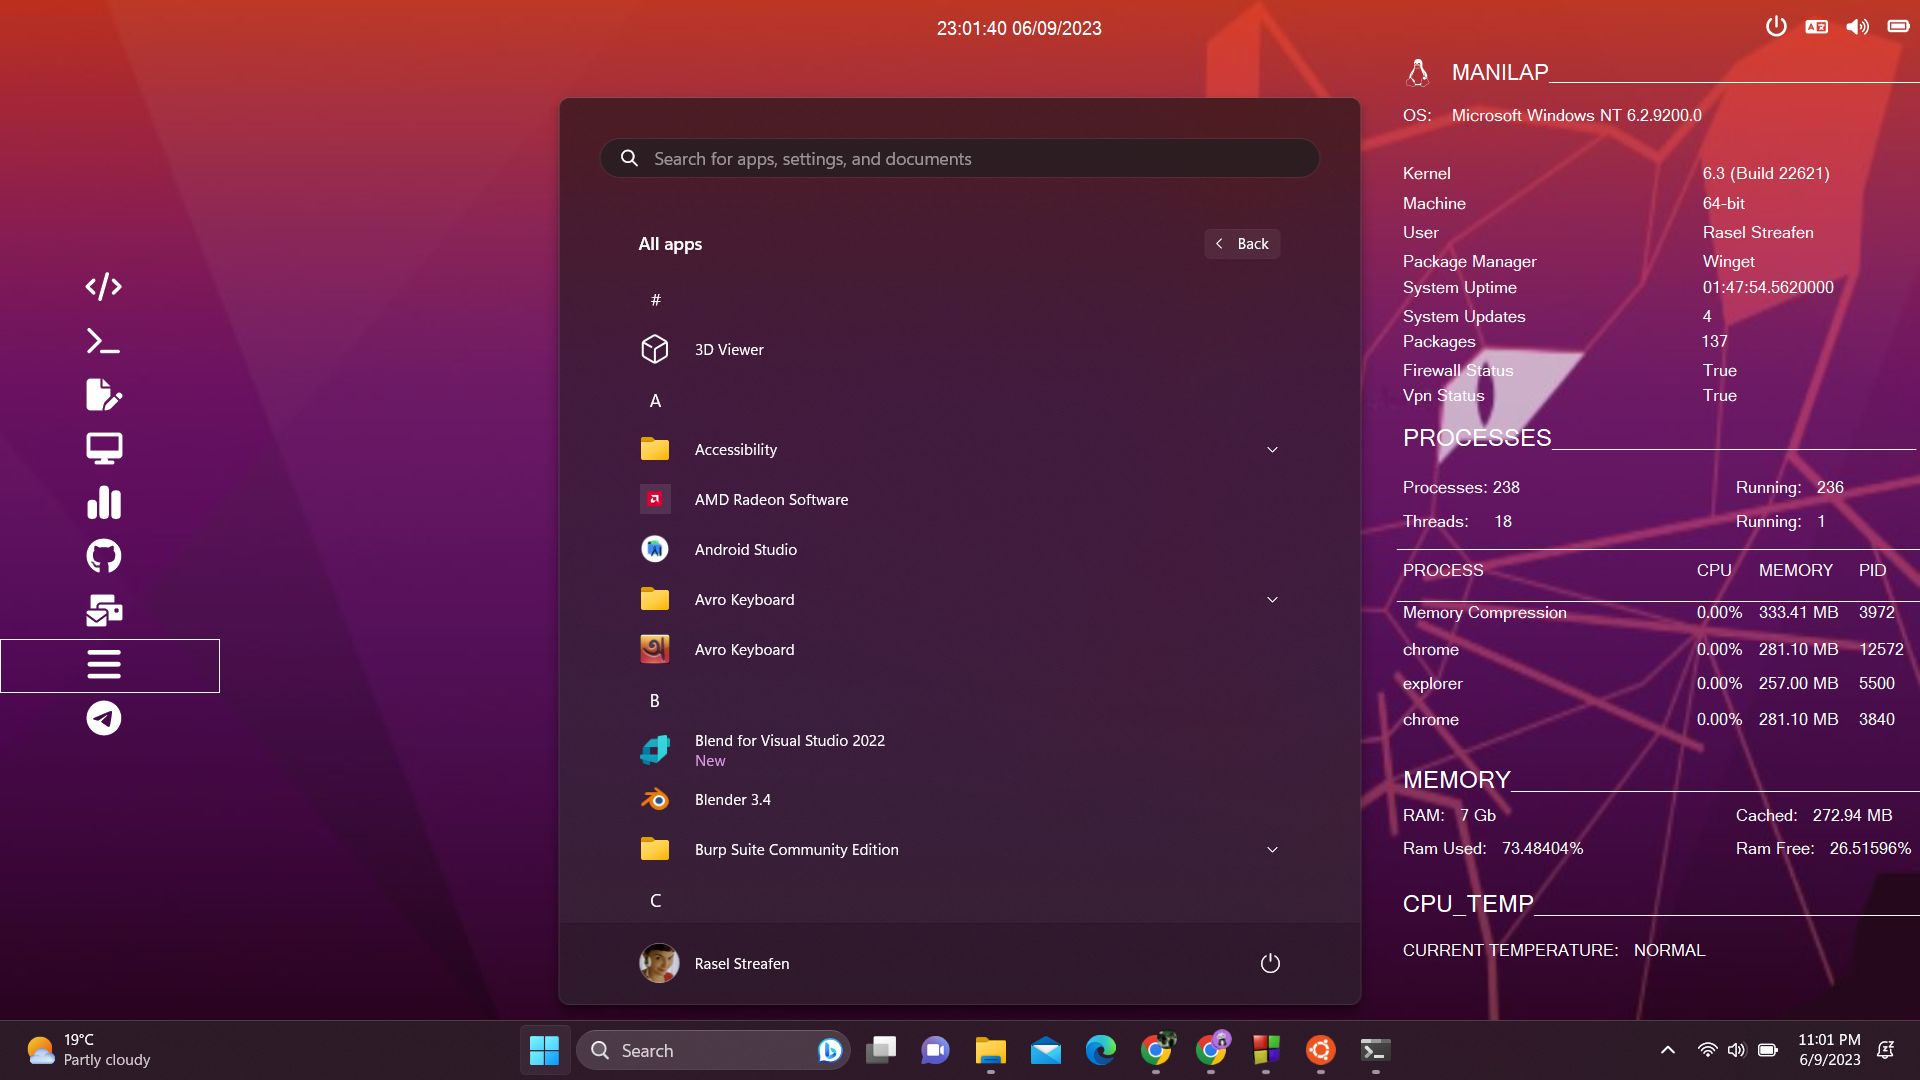 23:01:40 06/09/2023
MANILAP
OS: Microsoft Windows NT 6.2.9200.0
Kernel 6.3 (Build 22621)
Machine 64-bit
User Rasel Streafen
Package Manager Winget
System Uptime 01:47:54.5620000
System Updates 4
Packages 137
Firewall Status True
Vpn Status True
PROCESSES
Processes: 238 Running: 236
Threads: 18 Running: 1
PROCESS CPU MEMORY PID
Memory Compression 0.00% 333.41 MB 3972
chrome 0.00% 281.10 MB 12572
explorer 0.00% 257.00 MB 5500
chrome 0.00% 281.10 MB 3840
MEMORY
RAM: 7 Gb Cached: 272.94 MB
Ram Used: 73.48404% Ram Free: 26.51596%
CPU_TEMP
CURRENT TEMPERATURE: NORMAL
Search for apps, settings, and documents
All apps
Back
#
3D Viewer
A
Accessibility
AMD Radeon Software
Android Studio
Avro Keyboard
Avro Keyboard
B
Blend for Visual Studio 2022
New
Blender 3.4
Burp Suite Community Edition
C
Rasel Streafen
19°C
Partly cloudy
Search
11:01 PM
6/9/2023